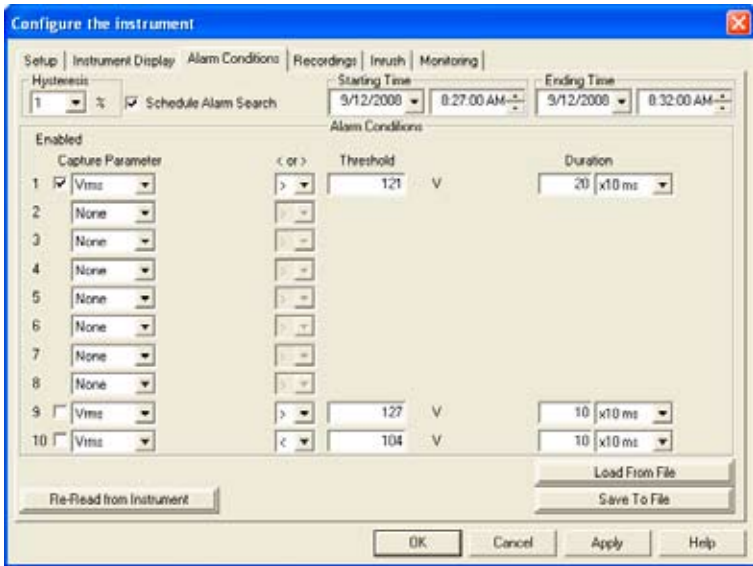 Configure the instrument
Setup Instrument Display Alarm Conditions Recordings Inrush Monitoring
Hysteresis Starting Time Ending Time
1 % Schedule Alarm Search 9/12/2008 8:27:00 AM 9/12/2008 8:32:00 AM
Alarm Conditions
Enabled
Capture Parameter < or > Threshold Duration
1 Vrms > 121 V 20 x10 ms
2 None >
3 None >
4 None >
5 None >
6 None >
7 None >
8 None >
9 Vrms > 127 V 10 x10 ms
10 Vrms < 104 V 10 x10 ms
Load From File
Re-Read from Instrument Save To File
OK Cancel Apply Help